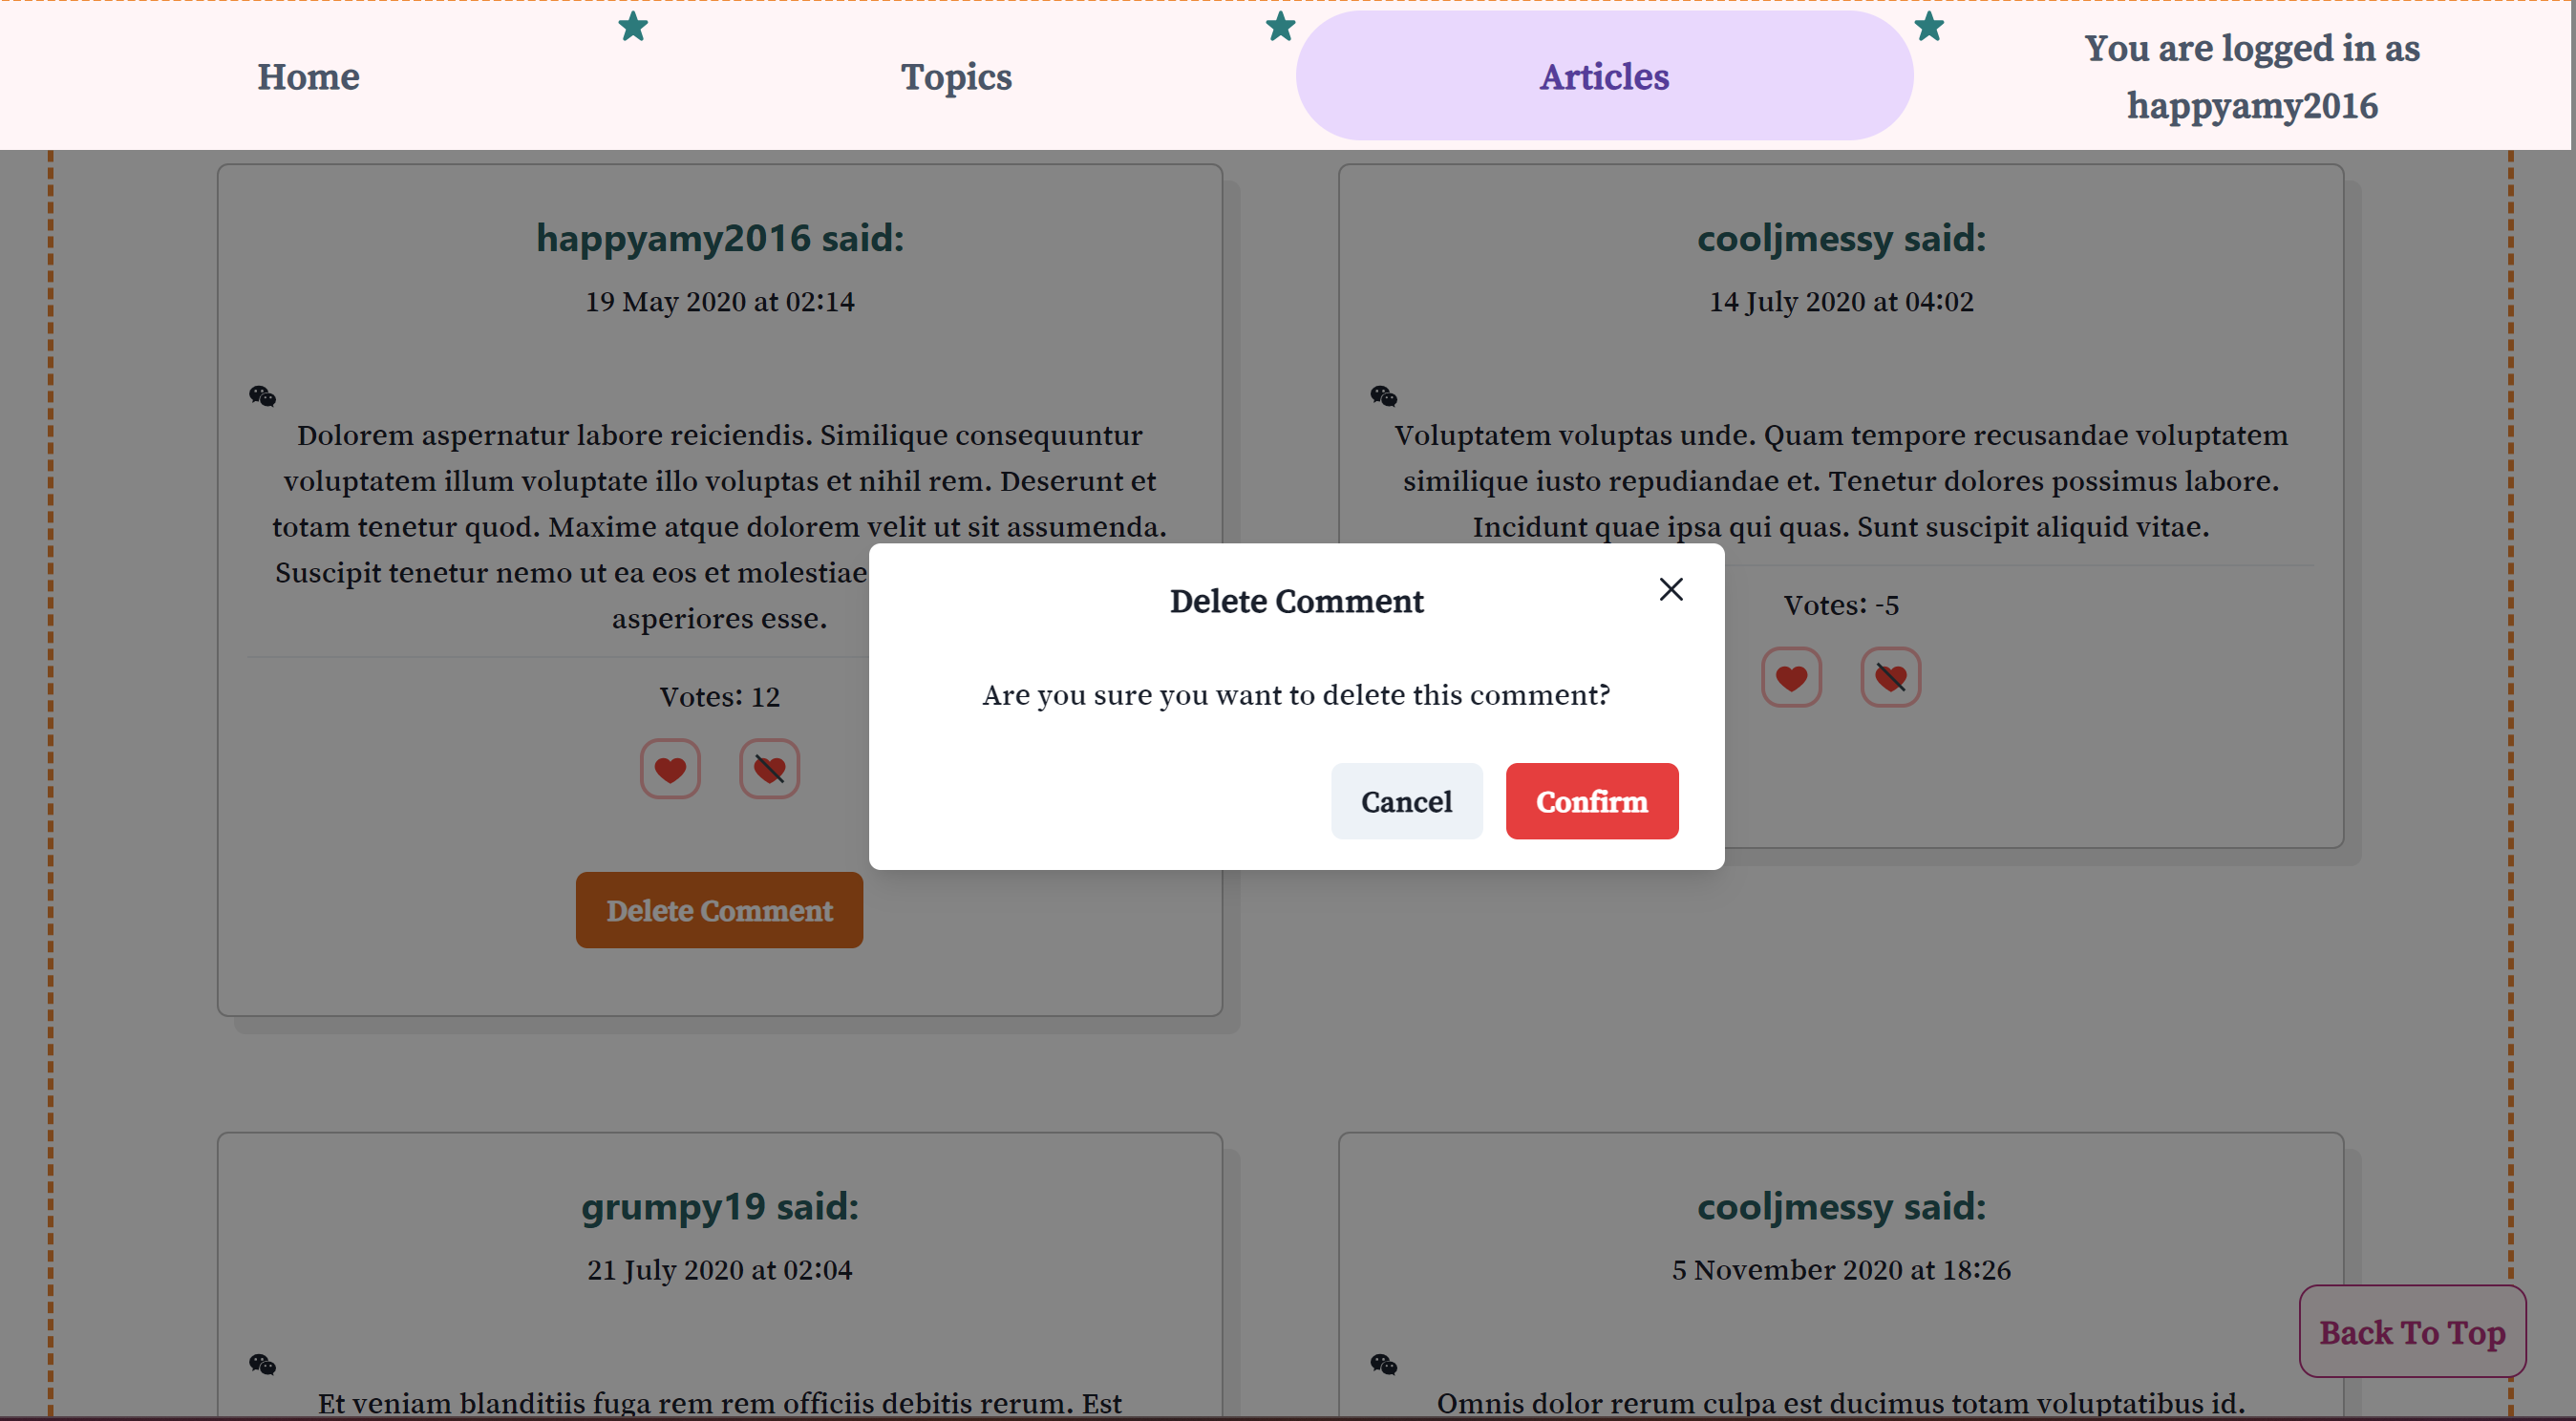 Home
Topics
Articles
You are logged in as
happyamy2016
happyamy2016 said:
19 May 2020 at 02:14
Dolorem aspernatur labore reiciendis. Similique consequuntur
voluptatem illum voluptate illo voluptas et nihil rem. Deserunt et
totam tenetur quod. Maxime atque dolorem velit ut sit assumenda.
Suscipit tenetur nemo ut ea eos et molestiae
asperiores esse.
Votes: 12
Delete Comment
cooljmessy said:
14 July 2020 at 04:02
Voluptatem voluptas unde. Quam tempore recusandae voluptatem
similique iusto repudiandae et. Tenetur dolores possimus labore.
Incidunt quae ipsa qui quas. Sunt suscipit aliquid vitae.
Votes: -5
Delete Comment
Are you sure you want to delete this comment?
Cancel
Confirm
grumpy19 said:
21 July 2020 at 02:04
Et veniam blanditiis fuga rem rem officiis debitis rerum. Est
cooljmessy said:
5 November 2020 at 18:26
Omnis dolor rerum culpa est ducimus totam voluptatibus id.
Back To Top